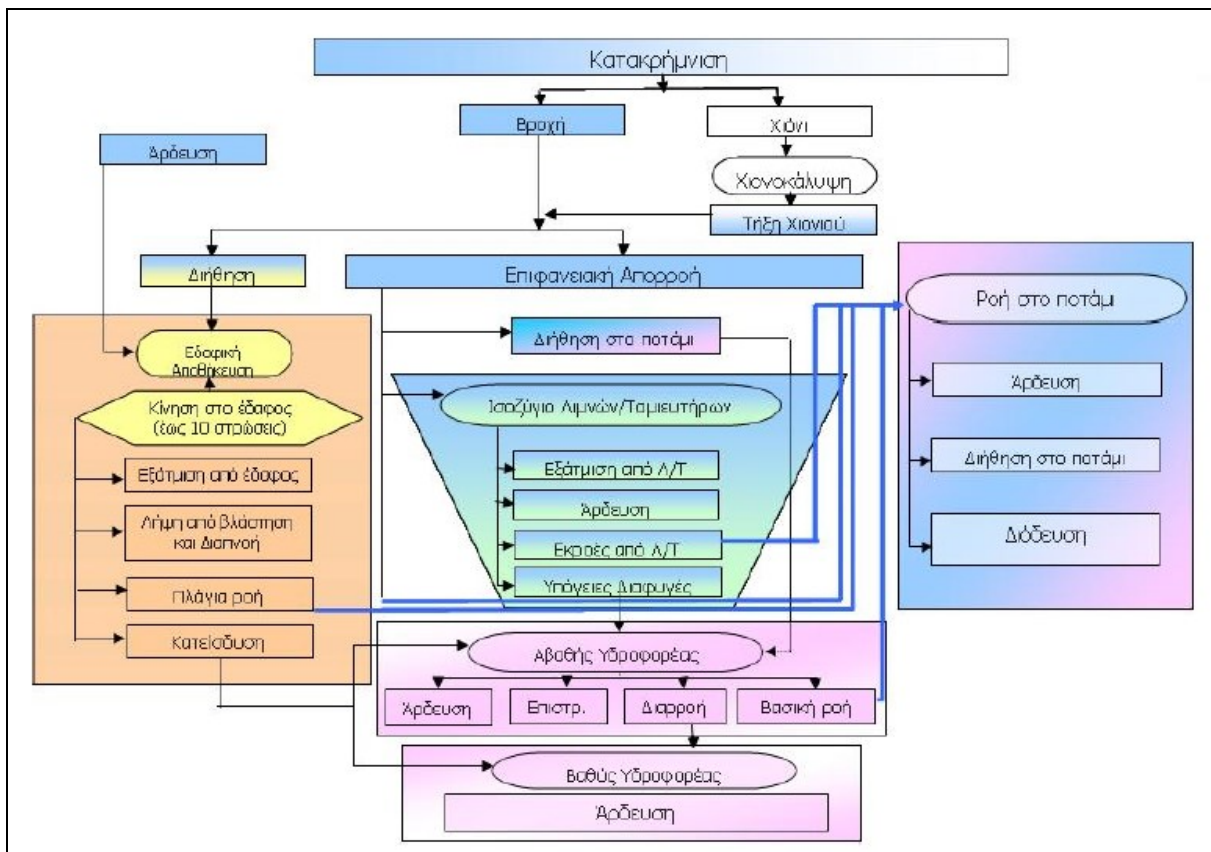 Κατακρήμνιση
Βροχή
Χιόνι
Άρδευση
Χιονοκάλυψη
Τήξη Χιονιού
Διήθηση
Επιφανειακή Απορροή
Ροή στο ποτάμι
Διήθηση στο ποτάμι
Εδαφική
Αποθήκευση
Κίνηση στο έδαφος
(έως 10 στρώσεις)
Ισοζύγιο Λιμνών/Ταμιευτήρων
Άρδευση
Εξάτμιση από έδαφος
Εξάτμιση από Λ/Τ
Διήθηση στο ποτάμι
Λήψη από βλάστηση
και Διαπνοή
Άρδευση
Εκροές από Λ/Τ
Διόδευση
Πλάγια ροή
Υπόγειες Διαφυγές
Κατείσδυση
Αβαθής Υδροφορέας
Άρδευση
Επιστρ.
Διαρροή
Βασική ροή
Βαθύς Υδροφορέας
Άρδευση